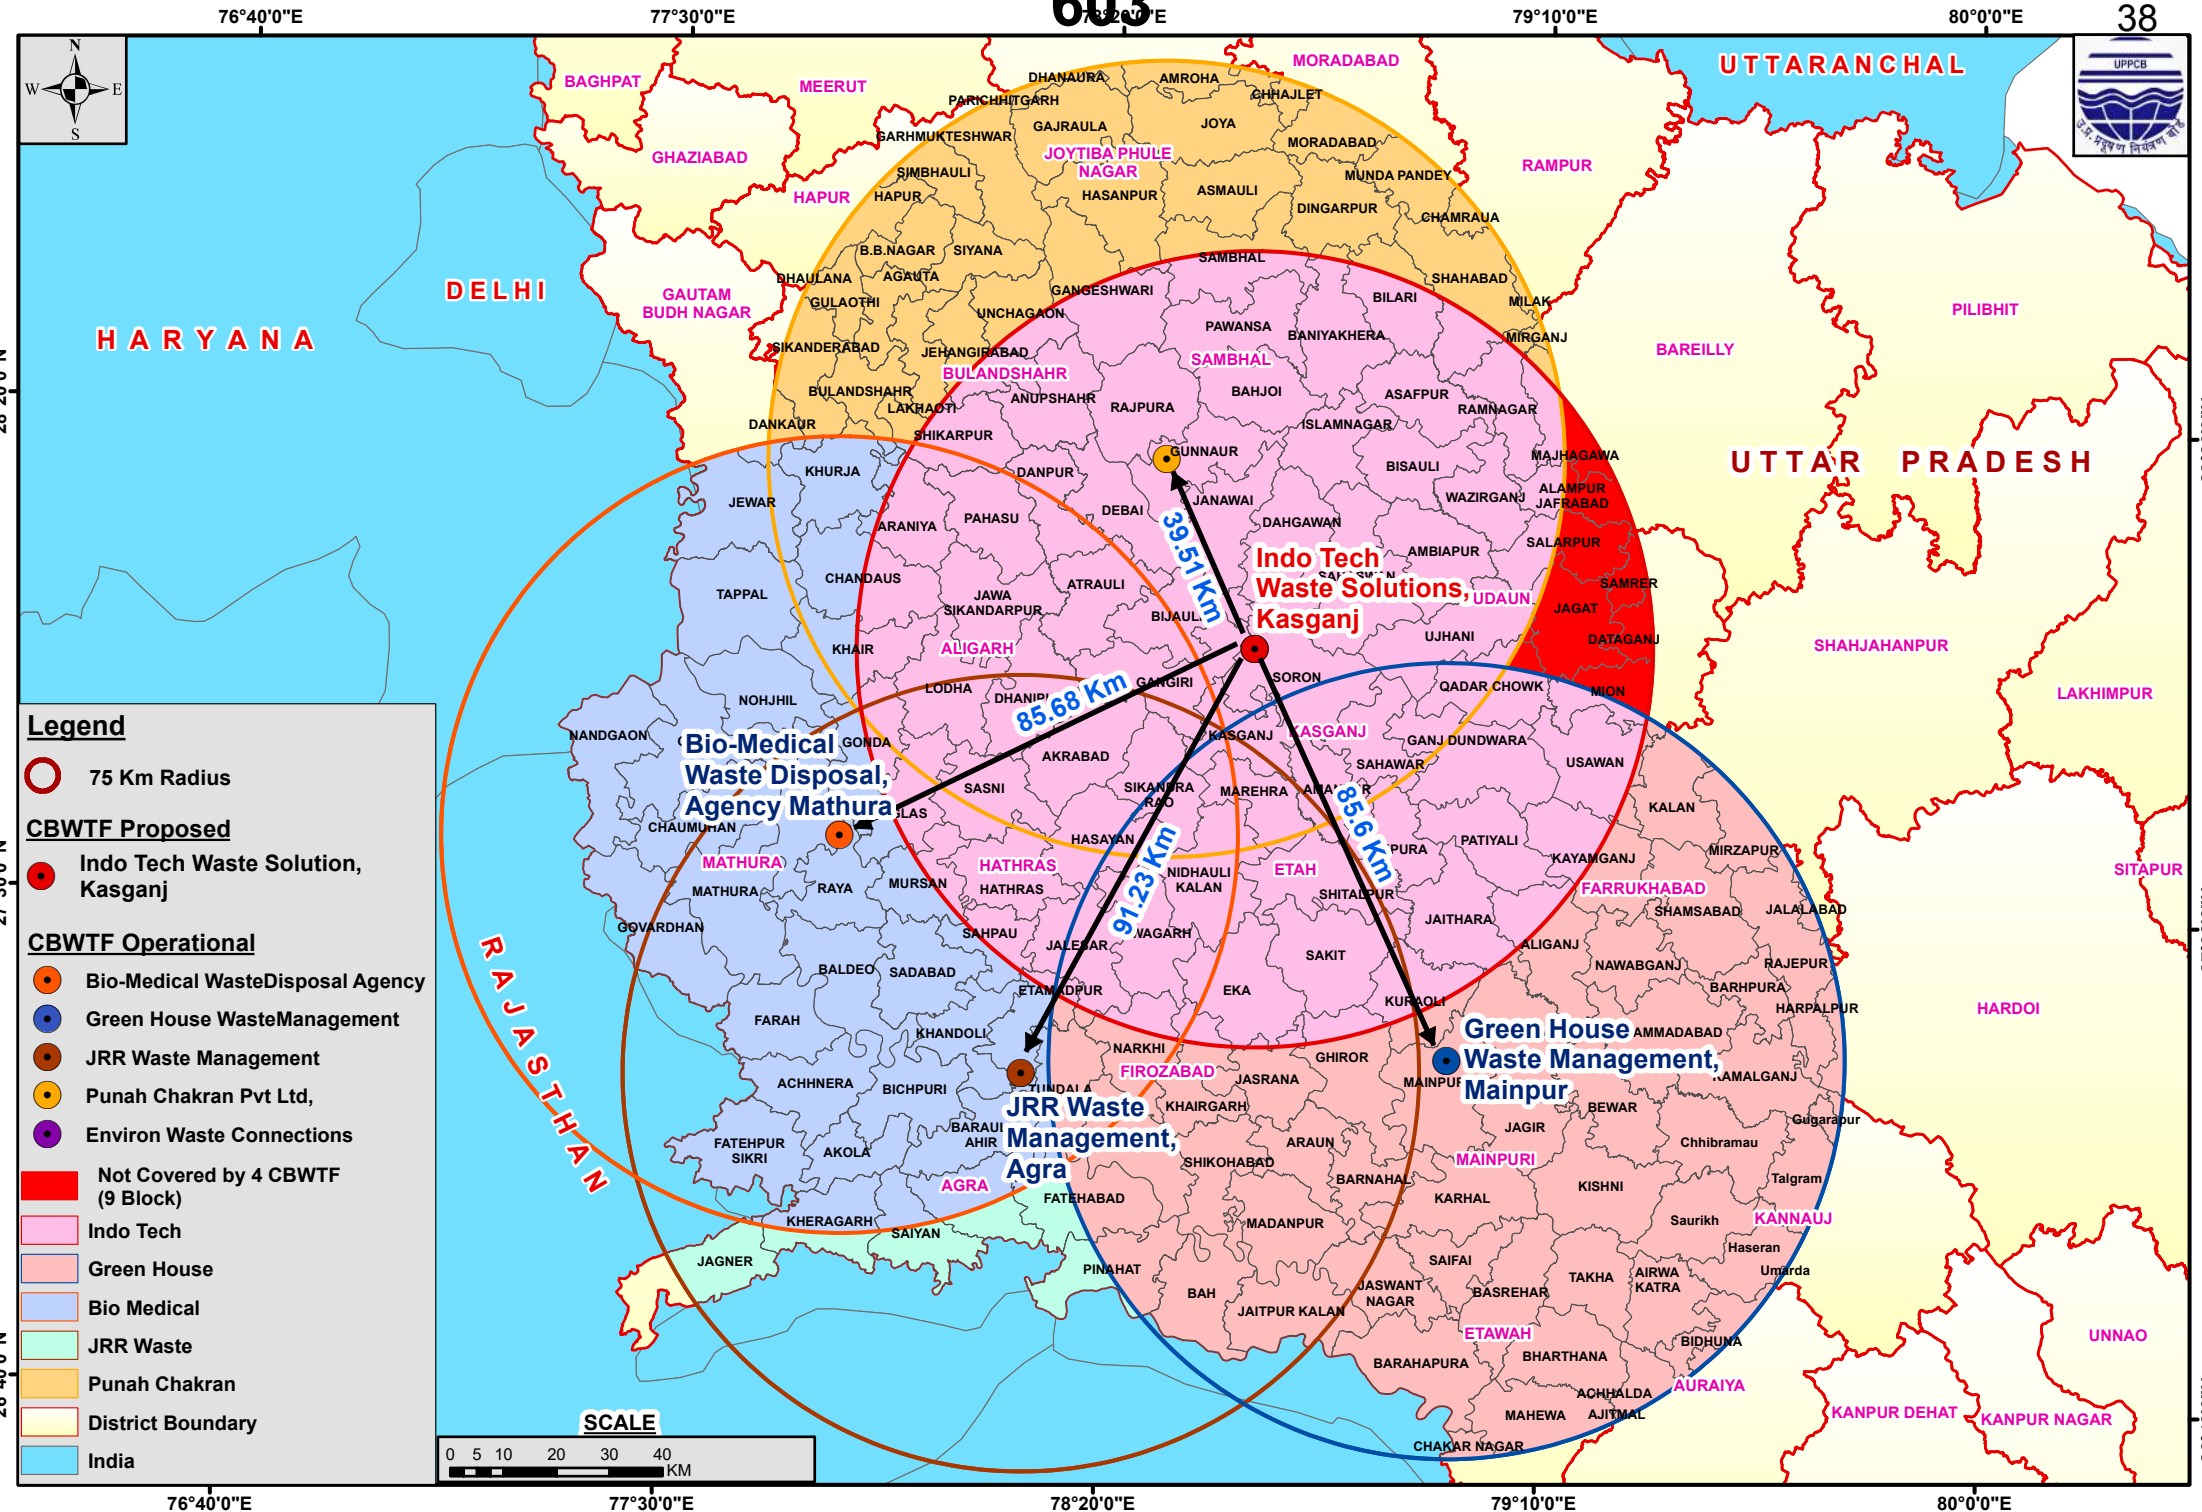 603
38
76°40'0"E
77°30'0"E
79°10'0"E
80°0'0"E
N
W
E
S
UPPCB
उ.प्र. प्रदूषण नियंत्रण बोर्ड
UTTARANCHAL
BAGHPAT
MEERUT
MORADABAD
DHANAURA
AMROHA
PARICHHITGARH
CHHAJLET
GAJRAULA
JOYA
GARHMUKTESHWAR
MORADABAD
GHAZIABAD
JOYTIBA PHULE
NAGAR
RAMPUR
SIMBHAULI
MUNDA PANDEY
HAPUR
HAPUR
HASANPUR
ASMAULI
DINGARPUR
CHAMRAUA
B.B.NAGAR
SIYANA
SAMBHAL
DHAULANA
AGAUTA
SHAHABAD
DELHI
GAUTAM
BUDH NAGAR
GULAOTHI
GANGESHWARI
BILARI
MILAK
PILIBHIT
UNCHAGAON
HARYANA
PAWANSA
BANIYAKHERA
MIRGANJ
SIKANDERABAD
JEHANGIRABAD
SAMBHAL
BAREILLY
BULANDSHAHR
BULANDSHAHR
ANUPSHAHR
BAHJOI
ASAFPUR
LAKHAOTI
RAJPURA
RAMNAGAR
DANKAUR
SHIKARPUR
ISLAMNAGAR
GUNNAUR
MAJHAGAWA
UTTAR PRADESH
KHURJA
DANPUR
BISAULI
JEWAR
JANAWAI
WAZIRGANJ
ALAMPUR
JAFRABAD
DEBAI
ARANIYA
PAHASU
DAHGAWAN
39.51 Km
SALARPUR
AMBIAPUR
Indo Tech
Waste Solutions,
Kasganj
CHANDAUS
ATRAULI
SAMRER
TAPPAL
JAWA
SIKANDARPUR
UDAUN
JAGAT
UJHANI
DATAGANJ
KHAIR
ALIGARH
SHAHJAHANPUR
LODHA
GANGIRI
SORON
QADAR CHOWK
MION
LAKHIMPUR
NOHJHIL
85.68 Km
NANDGAON
GONDA
KASGANJ
KASGANJ
GANJ DUNDWARA
Bio-Medical
Waste Disposal,
Agency Mathura
AKRABAD
SAHAWAR
USAWAN
SASNI
SIKANDRA
RAO
MAREHRA
KALAN
85.6 Km
CHAUMUHAN
HASAYAN
PATIYALI
MIRZAPUR
MATHURA
HATHRAS
ETAH
KAYAMGANJ
SITAPUR
MATHURA
RAYA
MURSAN
HATHRAS
NIDHAULI
KALAN
SHITALPUR
FARRUKHABAD
91.23 Km
SHAMSABAD
JALALABAD
GOVARDHAN
SAHPAU
JAITHARA
JALESAR
ALIGANJ
SAKIT
BALDEO
SADABAD
NAWABGANJ
RAJEPUR
ETAMADPUR
EKA
KURAOLI
BARHPURA
HARPALPUR
HARDOI
RAJASTHAN
FARAH
KHANDOLI
NARKHI
GHIROR
Green House
Waste Management,
Mainpur
FIROZABAD
JASRANA
ACHHNERA
BICHPURI
TUNDALA
JRR Waste
Management,
Agra
KHAIRGARH
BEWAR
Gugarapur
JAGIR
FATEHPUR
SIKRI
AKOLA
AHIR
ARAUN
Chhibramau
SHIKOHABAD
MAINPURI
AGRA
BARNAHAL
KARHAL
KISHNI
Talgram
FATEHABAD
KHERAGARH
SAIYAN
MADANPUR
Saurikh
KANNAUJ
JAGNER
PINAHAT
SAIFAI
Haseran
TAKHA
AIRWA
KATRA
Umarda
BAH
JASWANT
NAGAR
BASREHAR
JAITPUR KALAN
ETAWAH
BIDHUNA
UNNAO
BARAHAPURA
BHARTHANA
AURAIYA
ACHHALDA
MAHEWA
AJITMAL
KANPUR DEHAT
KANPUR NAGAR
CHAKAR NAGAR
Legend
75 Km Radius
CBWTF Proposed
Indo Tech Waste Solution,
Kasganj
CBWTF Operational
Bio-Medical WasteDisposal Agency
Green House WasteManagement
JRR Waste Management
Punah Chakran Pvt Ltd,
Environ Waste Connections
Not Covered by 4 CBWTF
(9 Block)
Indo Tech
Green House
Bio Medical
JRR Waste
Punah Chakran
District Boundary
India
SCALE
0 5 10 20 30 40
KM
76°40'0"E
77°30'0"E
78°20'0"E
79°10'0"E
80°0'0"E